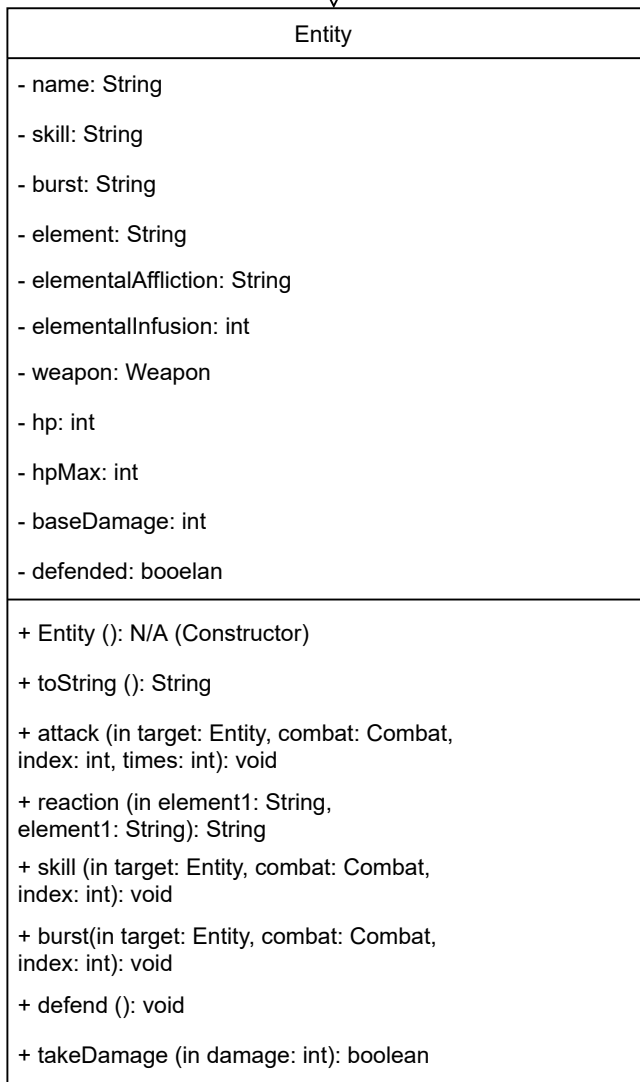 Entity
- name: String
- skill: String
- burst: String
- element: String
- elementalAffliction: String
- elementalInfusion: int
- weapon: Weapon
- hp: int
- hpMax: int
- baseDamage: int
- defended: booelan
+ Entity (): N/A (Constructor)
+ toString (): String
+ attack (in target: Entity, combat: Combat,
index: int, times: int): void
+ reaction (in element1: String,
element1: String): String
+ skill (in target: Entity, combat: Combat,
index: int): void
+ burst(in target: Entity, combat: Combat,
index: int): void
+ defend (): void
+ takeDamage (in damage: int): boolean